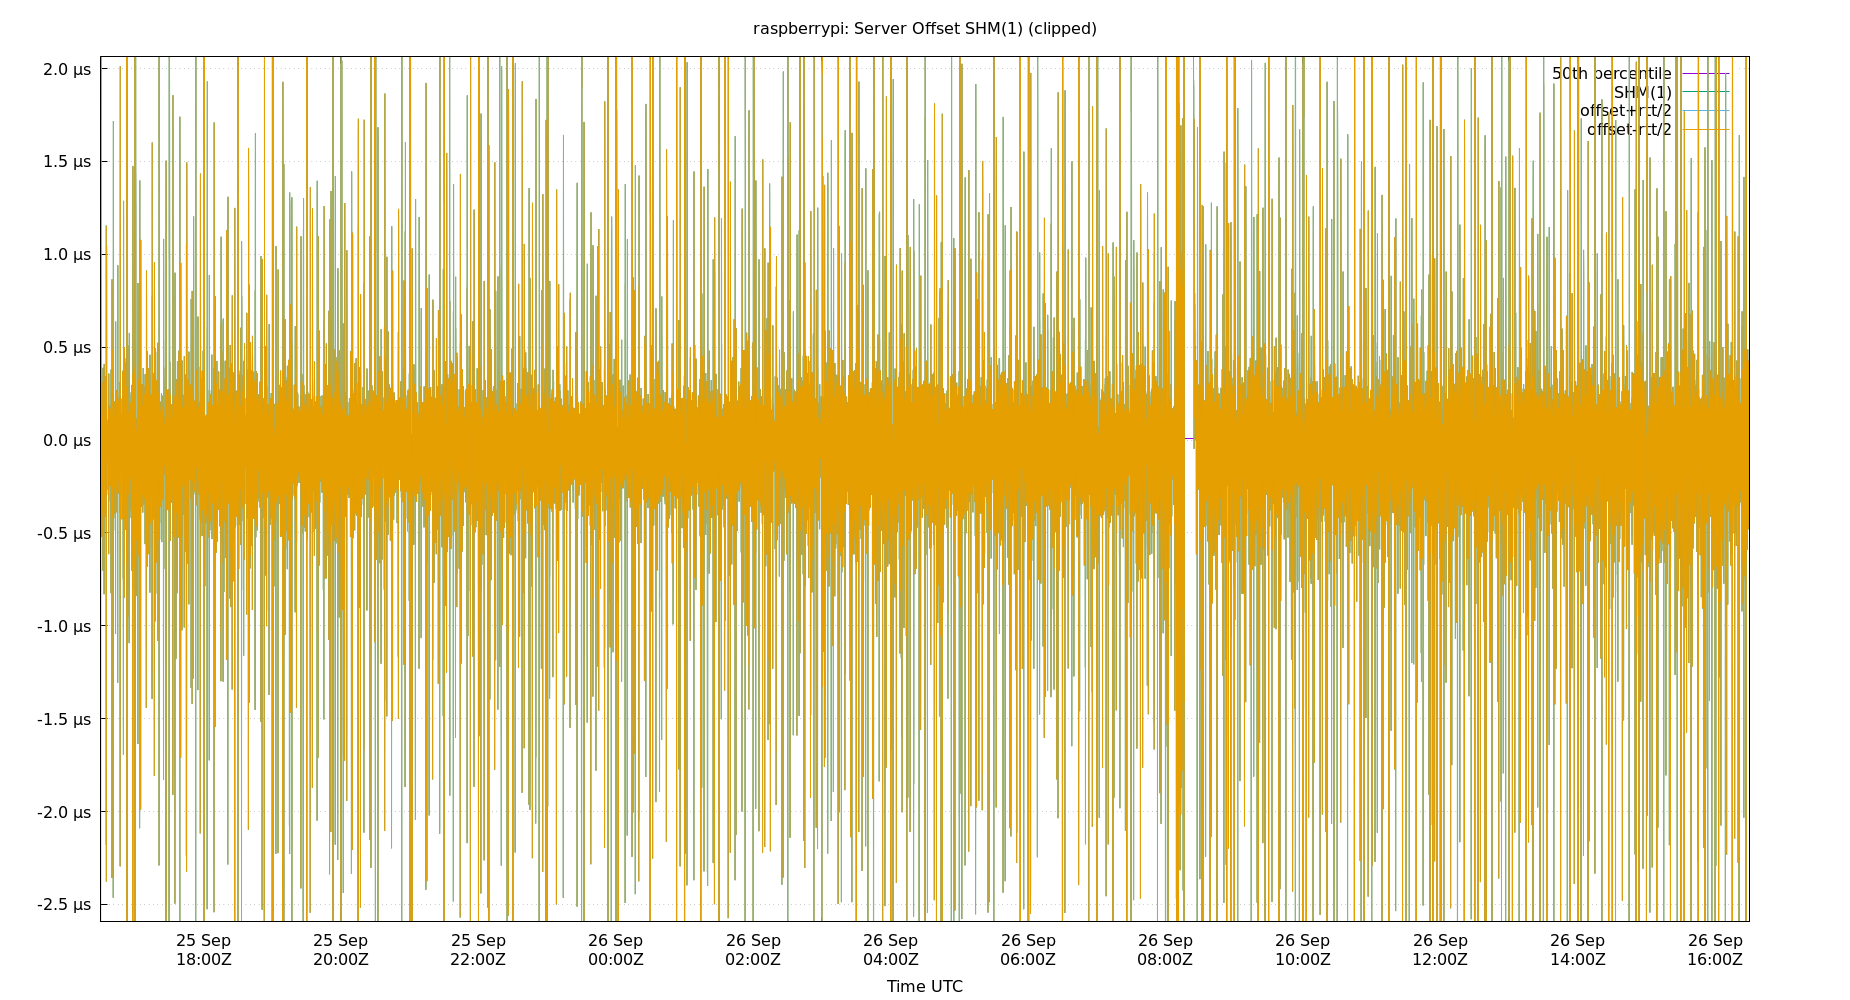 raspberrypi: Server Offset SHM(1) (clipped)
50th percentile
SHM(1)
offset+rtt/2
offset-rtt/2
2.0 µs
1.5 µs
1.0 µs
0.5 µs
0.0 µs
-0.5 µs
-1.0 µs
-1.5 µs
-2.0 µs
-2.5 µs
25 Sep 25 Sep 25 Sep 26 Sep 26 Sep 26 Sep 26 Sep 26 Sep 26 Sep 26 Sep 26 Sep 26 Sep
18:00Z 20:00Z 22:00Z 00:00Z 02:00Z 04:00Z 06:00Z 08:00Z 10:00Z 12:00Z 14:00Z 16:00Z
Time UTC